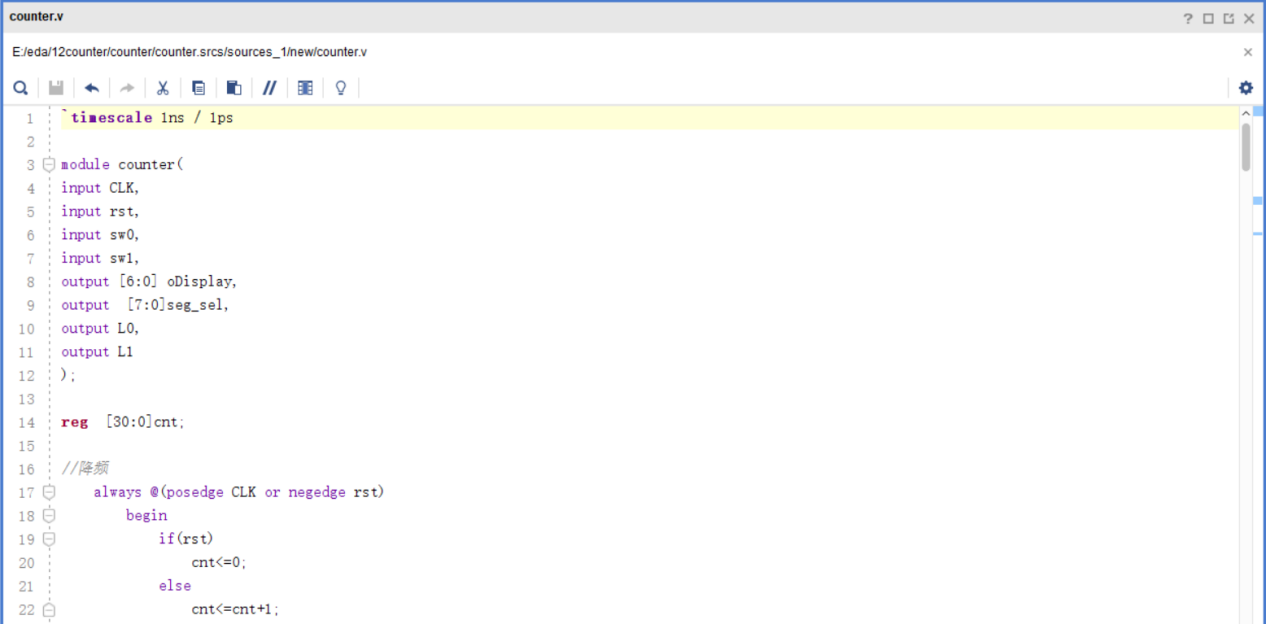 counter.v
E:/eda/12counter/counter.srcs/sources_1/new/counter.v
1 `timescale 1ns / 1ps
2
3 module counter(
4 input CLK,
5 input rst,
6 input sw0,
7 input sw1,
8 output [6:0] oDisplay,
9 output  [7:0]seg_sel,
10 output L0,
11 output L1
12 );
13
14 reg  [30:0]cnt;
15
16 //降频
17     always @(posedge CLK or negedge rst)
18         begin
19             if(rst)
20                 cnt<=0;
21             else
22                 cnt<=cnt+1;